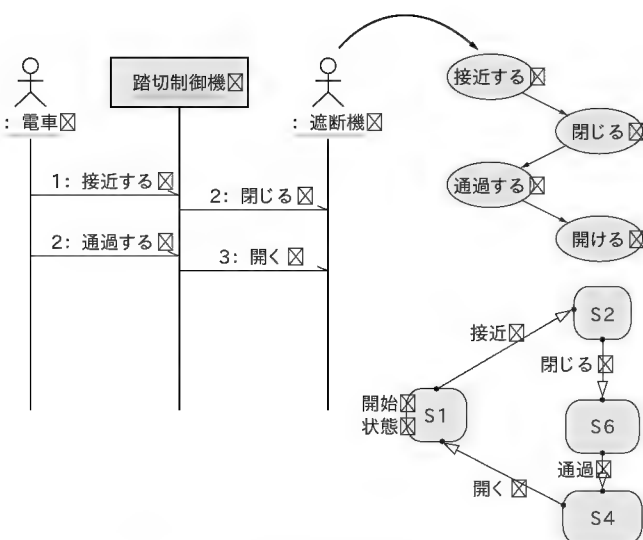 踏切制御機
: 電車
: 遮断機
1: 接近する
2: 閉じる
2: 通過する
3: 開く
接近する
閉じる
通過する
開ける
S2
接近
閉じる
開始
状態
S1
S6
通過
開く
S4